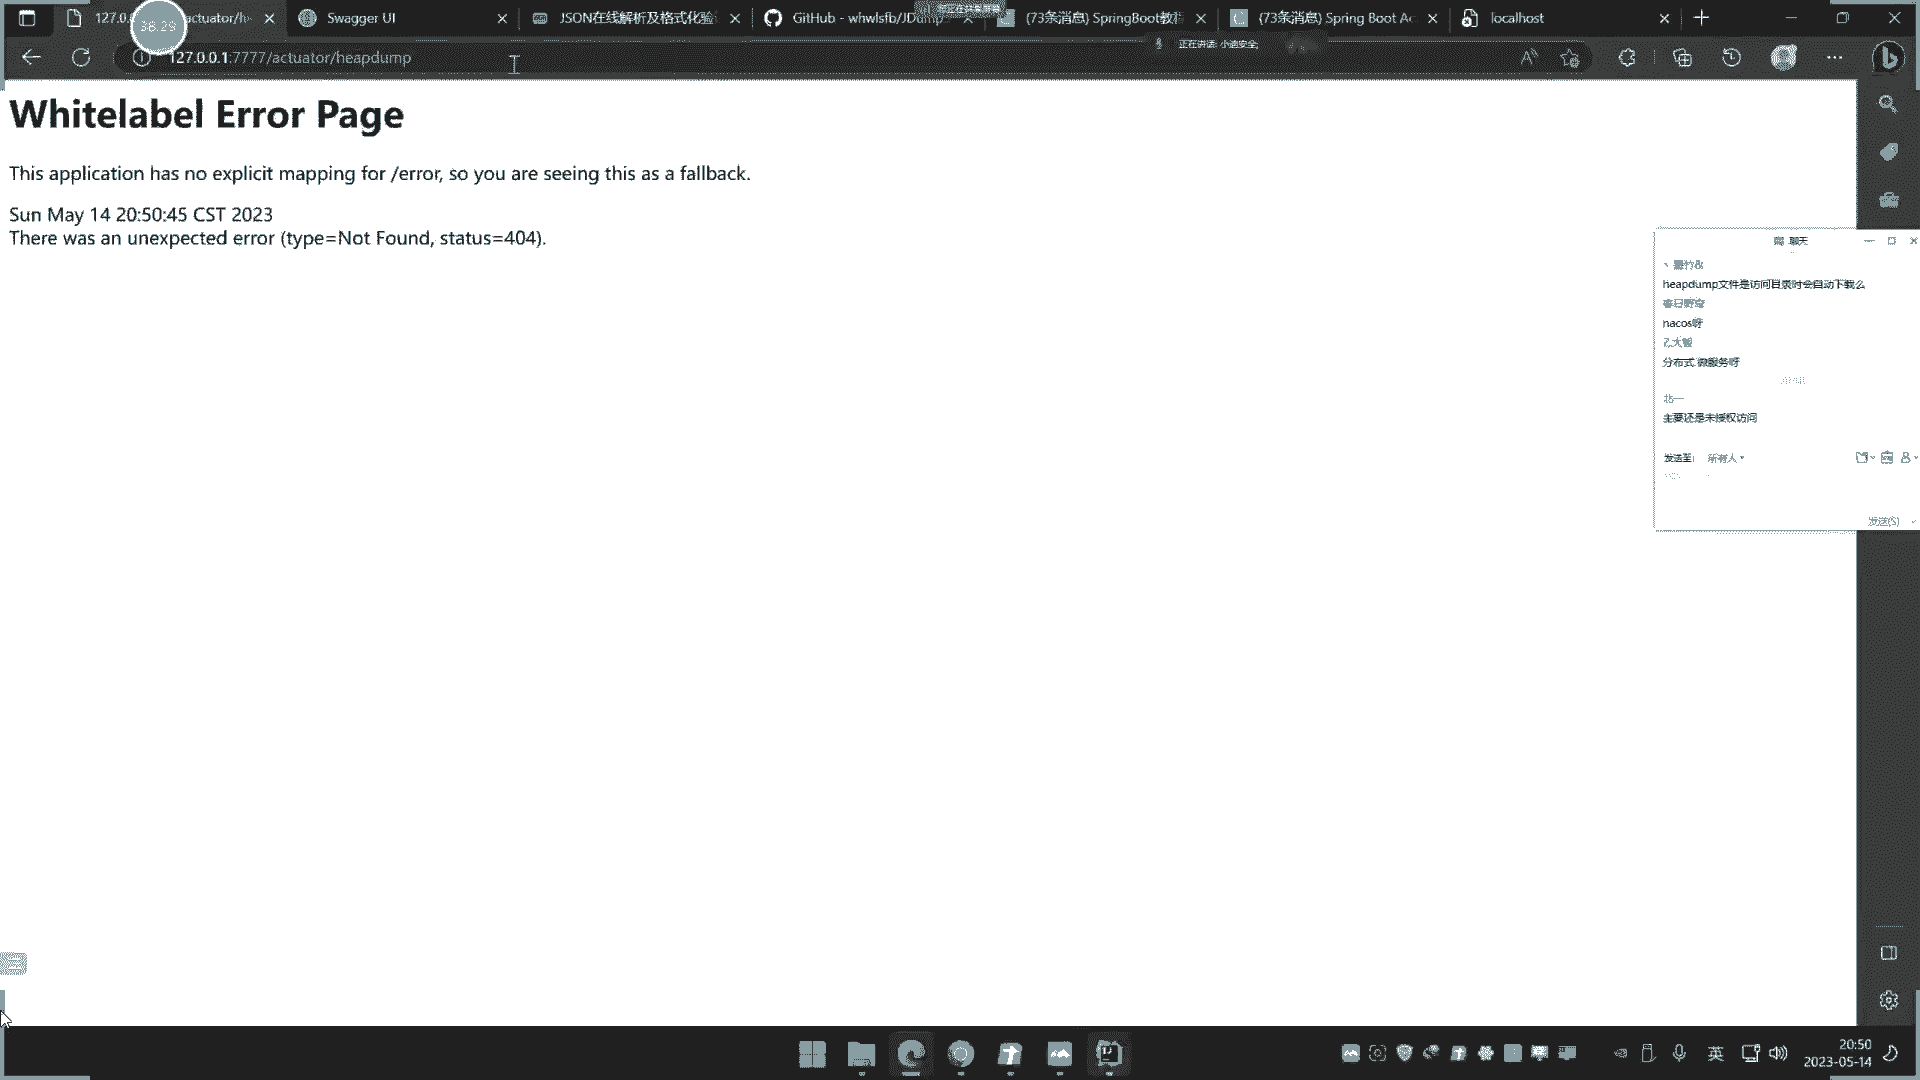 127.0. actuator/h
38:29
Swagger UI
JSON在线解析及格式化验
GitHub - whwlsfb/JDump
(73条消息) SpringBoot教程
(73条消息) Spring Boot Ac
localhost
正在讲话: 小迪安全;
127.0.0.1:7777/actuator/heapdump
Whitelabel Error Page
This application has no explicit mapping for /error, so you are seeing this as a fallback.
Sun May 14 20:50:45 CST 2023
There was an unexpected error (type=Not Found, status=404).
聊天
heapdump文件是访问目录时会自动下载么
nacos呀
分布式 微服务呀
北一
主要还是未授权访问
发送至:
所有人
发送(S)
英
20:50
2023-05-14